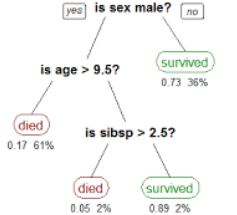 yes is sex male? no
is age > 9.5?
survived
0.73 36%
died
0.17 61%
is sibsp > 2.5?
died survived
0.05 2% 0.89 2%